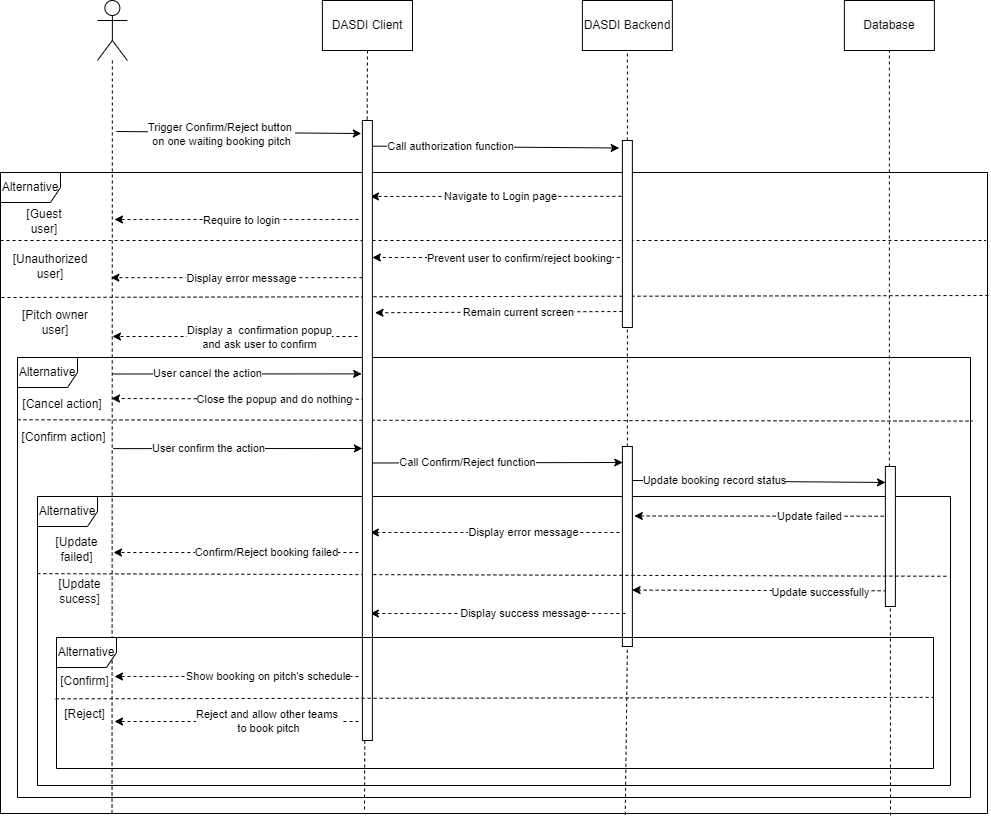 DASDI Client
DASDI Backend
Database
Trigger Confirm/Reject button
on one waiting booking pitch
Call authorization function
Alternative
Navigate to Login page
[Guest
user]
Require to login
[Unauthorized
user]
Prevent user to confirm/reject booking
Display error message
[Pitch owner
user]
Remain current screen
Display a confirmation popup
and ask user to confirm
Alternative
User cancel the action
[Cancel action]
Close the popup and do nothing
[Confirm action]
User confirm the action
Call Confirm/Reject function
Update booking record status
Alternative
Update failed
Display error message
[Update
failed]
Confirm/Reject booking failed
[Update
sucess]
Update successfully
Display success message
Alternative
[Confirm]
Show booking on pitch's schedule
[Reject]
Reject and allow other teams
to book pitch